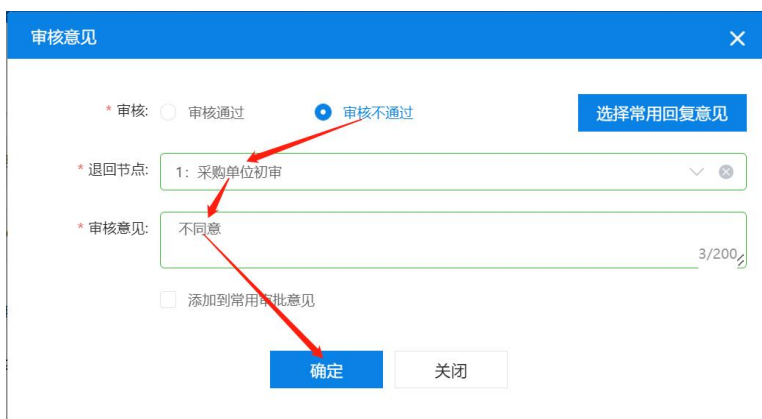 审核意见
* 审核: 审核通过 审核不通过 选择常用回复意见
* 退回节点: 1: 采购单位初审
* 审核意见: 不同意
3/200
添加到常用审批意见
确定 关闭